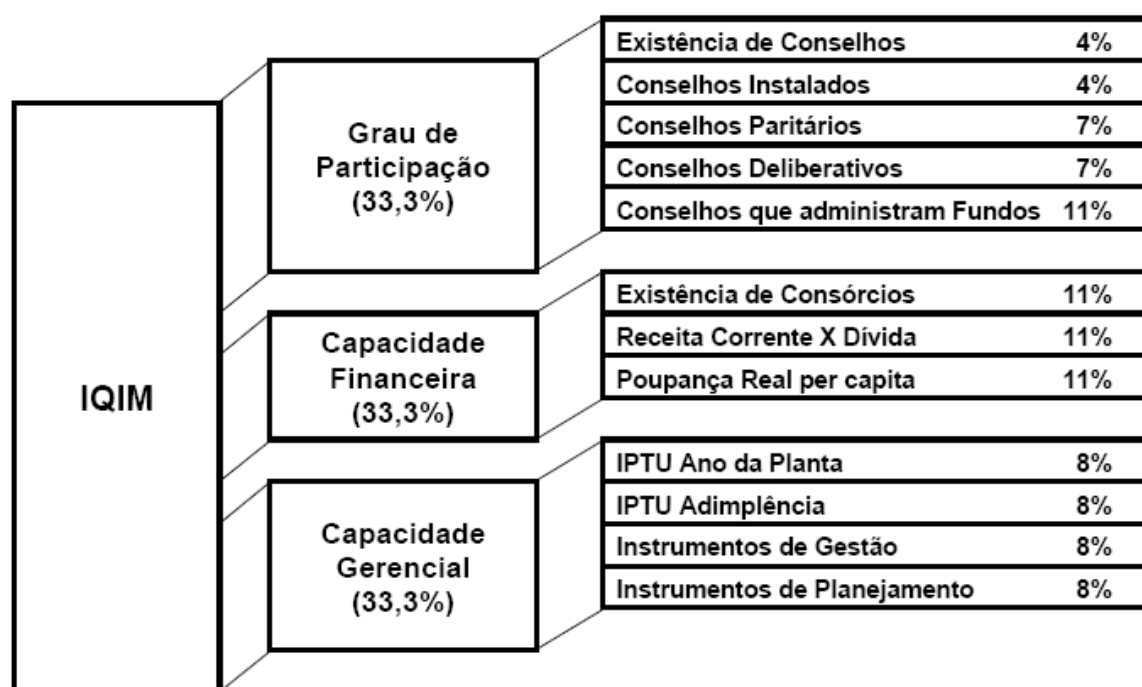 IQIM
Grau de
Participação
(33,3%)
Existência de Conselhos 4%
Conselhos Instalados 4%
Conselhos Paritários 7%
Conselhos Deliberativos 7%
Conselhos que administram Fundos 11%
Capacidade
Financeira
(33,3%)
Existência de Consórcios 11%
Receita Corrente X Dívida 11%
Poupança Real per capita 11%
Capacidade
Gerencial
(33,3%)
IPTU Ano da Planta 8%
IPTU Adimplência 8%
Instrumentos de Gestão 8%
Instrumentos de Planejamento 8%